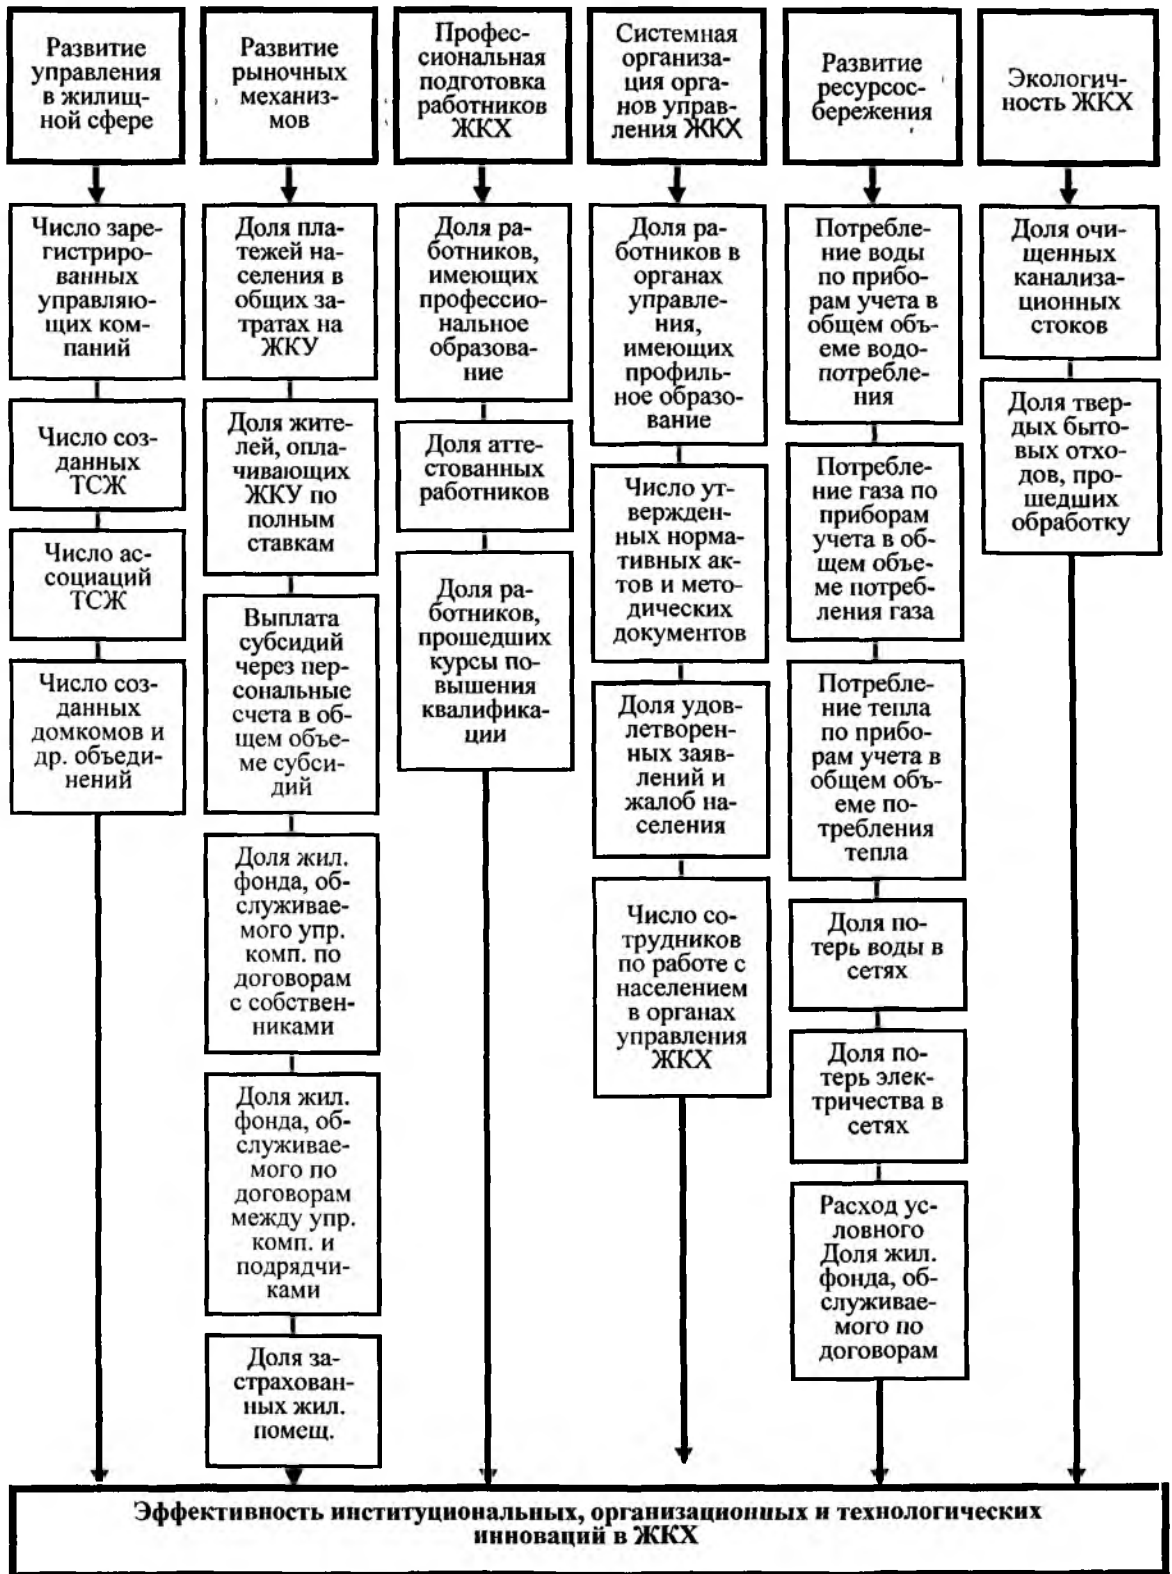 Развитие
управления
в жилищ-
ной сфере
Развитие
рыночных
механиз-
мов
Профес-
сиональная
подготовка
работников
ЖКХ
Системная
организа-
ция орга-
нов управ-
ления ЖКХ
Развитие
ресурсос-
бережения
Экологич-
ность ЖКХ
Число заре-
гистриро-
ванных
управляю-
щих ком-
паний
Число соз-
данных
ТСЖ
Число ас-
социаций
ТСЖ
Число соз-
данных
домкомов и
др. объеди-
нений
Доля пла-
тежей на-
селения в
общих за-
тратах на
ЖКУ
Доля жите-
лей, опла-
чивающих
ЖКУ по
полным
ставкам
Выплата
субсидий
через пер-
сональные
счета в об-
щем объе-
ме субси-
дий
Доля жил.
фонда, об-
служивае-
мого упр.
комп. по
договорам
с собствен-
никами
Доля жил.
фонда, об-
служивае-
мого по
договорам
между упр.
комп. и
подрядчи-
ками
Доля за-
страхован-
ных жил.
помещ.
Доля ра-
ботников,
имеющих
профессио-
нальное
образова-
ние
Доля атте-
стованных
работников
Доля ра-
ботников,
прошедших
курсы по-
вышения
квалифика-
ции
Доля ра-
ботников в
органах
управле-
ния,
имеющих
профиль-
ное образо-
вание
Число ут-
вержден-
ных норма-
тивных ак-
тов и мето-
дических
документов
Доля удов-
летворен-
ных заяв-
лений и
жалоб на-
селения
Число со-
трудников
по работе с
населением
в органах
управления
ЖКХ
Потребле-
ние воды
по прибо-
рам учета в
общем объ-
еме водо-
потребле-
ния
Потребле-
ние газа по
приборам
учета в об-
щем объе-
ме потреб-
ления газа
Потребле-
ние тепла
по прибо-
рам учета в
общем объ-
еме по-
требления
тепла
Доля по-
терь воды в
сетях
Доля по-
терь элек-
тричества в
сетях
Расход ус-
ловного
Доля жил.
фонда, об-
служивае-
мого по
договорам
Доля очи-
щенных
канализа-
ционных
стоков
Доля твер-
дых быто-
вых отхо-
дов, про-
шедших
обработку
Эффективность институциональных, организационных и технологических
инноваций в ЖКХ